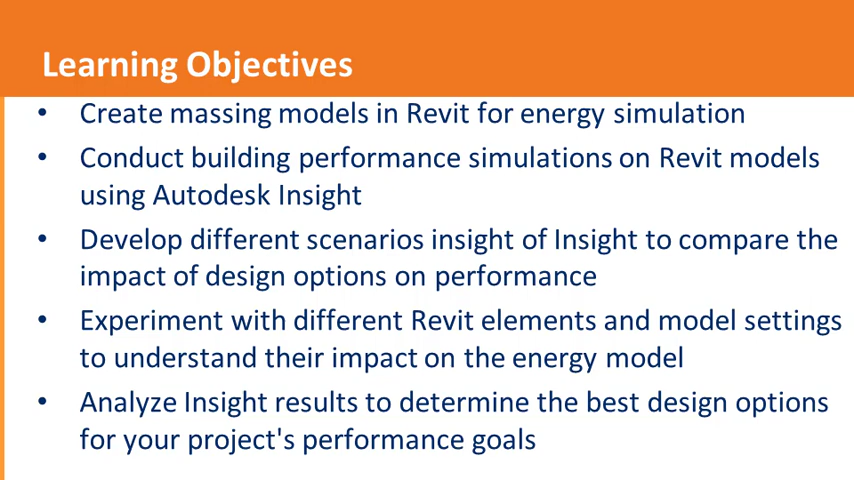 Learning Objectives
• Create massing models in Revit for energy simulation
• Conduct building performance simulations on Revit models
using Autodesk Insight
• Develop different scenarios insight of Insight to compare the
impact of design options on performance
• Experiment with different Revit elements and model settings
to understand their impact on the energy model
• Analyze Insight results to determine the best design options
for your project's performance goals